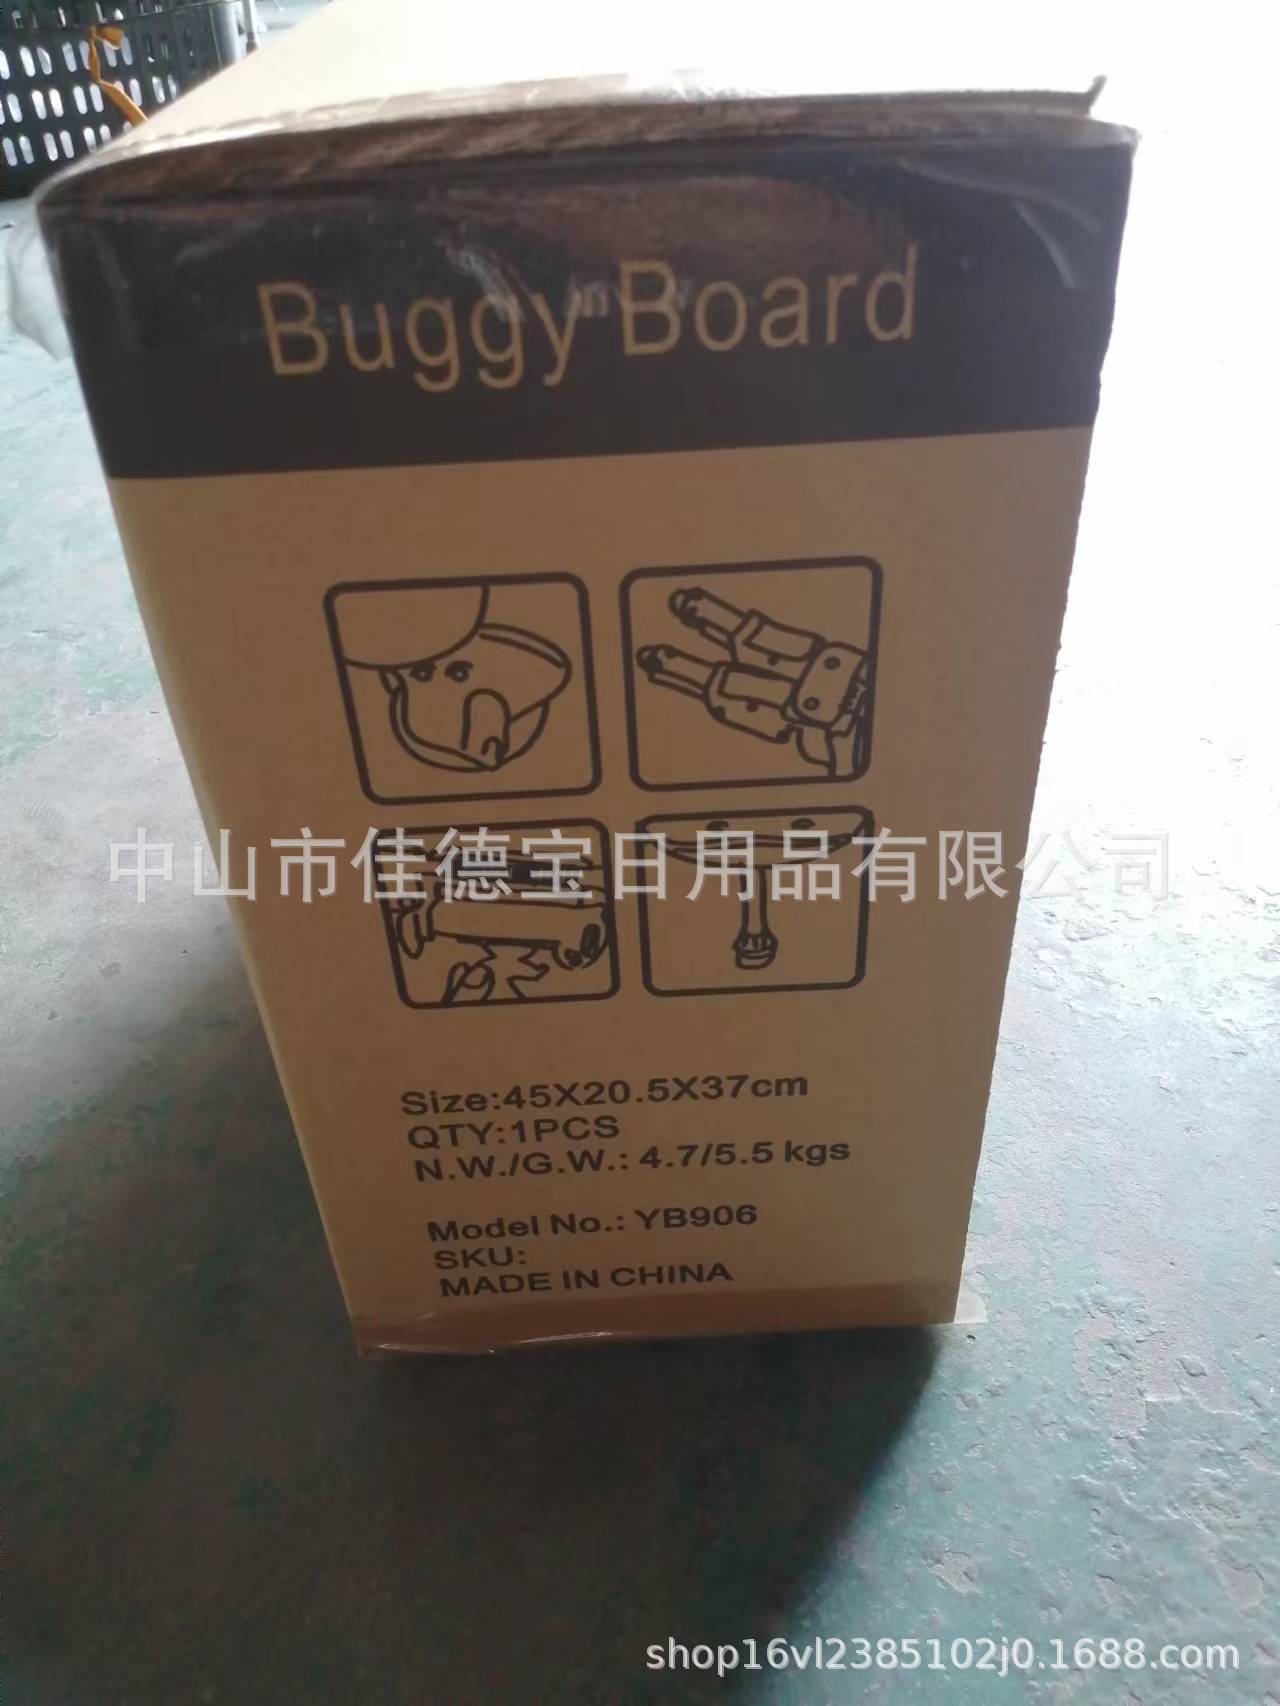 Buggy Board
中山市佳德宝日用品有限公司
Size:45X20.5X37cm
QTY:1PCS
N.W./G.W.: 4.7/5.5 kgs
Model No.: YB906
SKU:
MADE IN CHINA
shop16vl2385102j0.1688.com